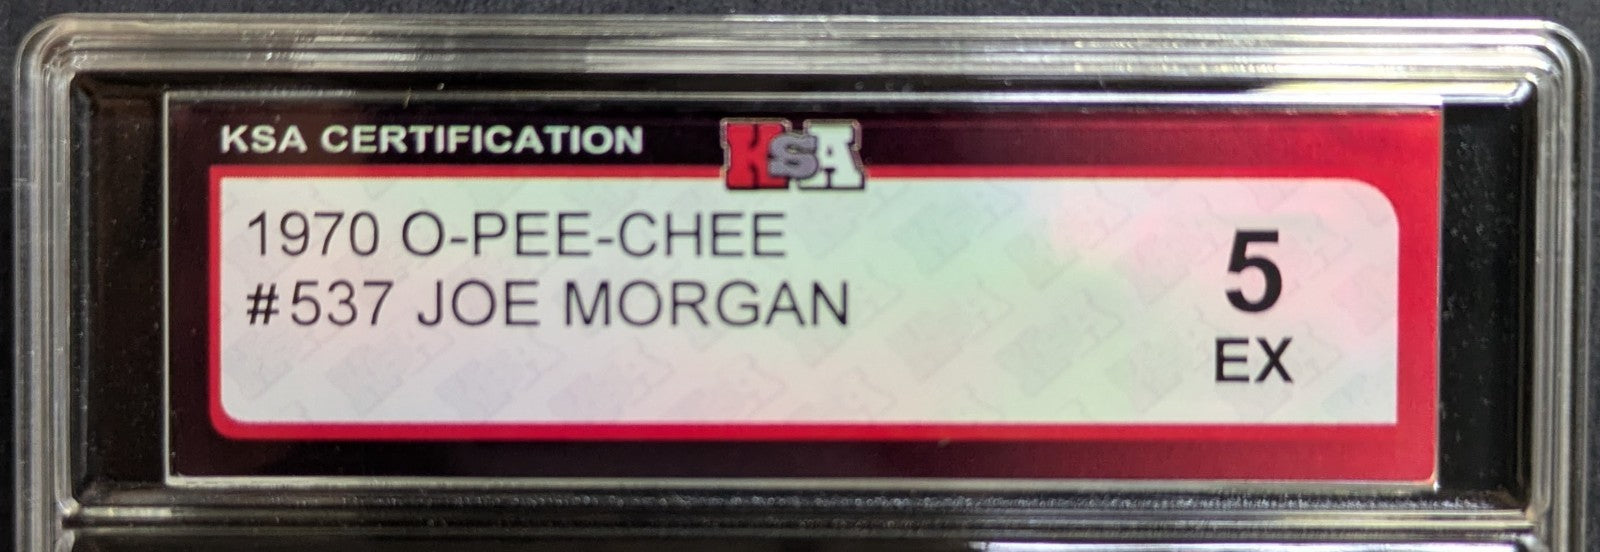 KSA CERTIFICATION
KSA
1970 O-PEE-CHEE
#537 JOE MORGAN
5
EX